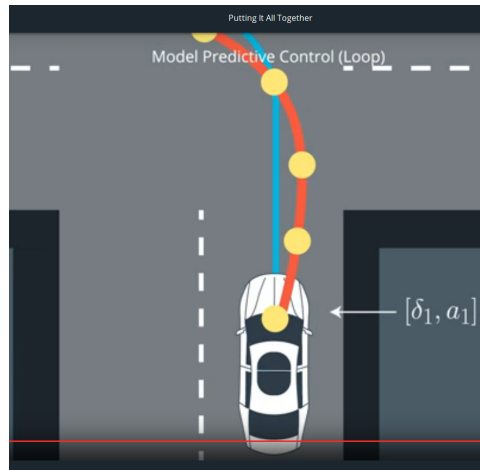 Putting It All Together
Model Predictive Control (Loop)
[δ₁, a₁]